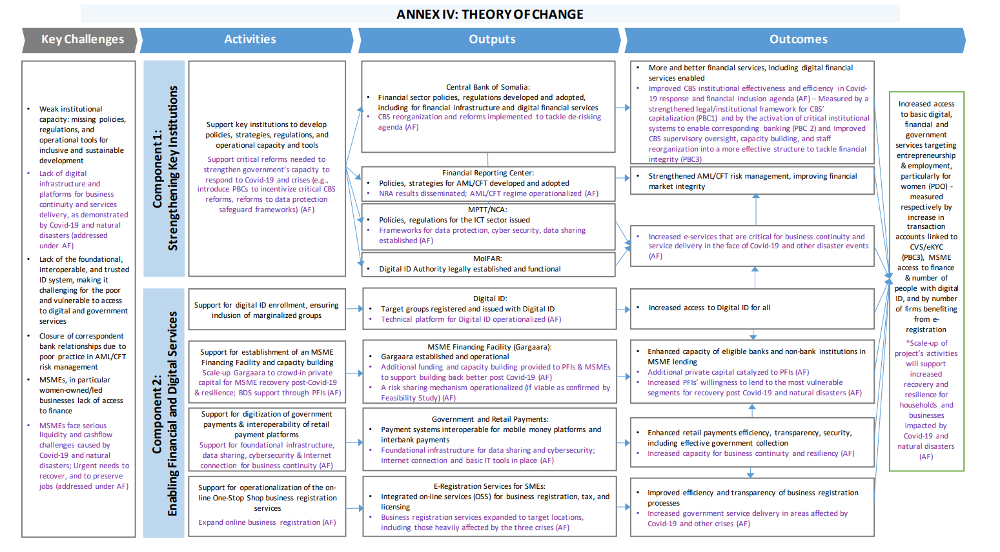 ANNEX IV: THEORY OF CHANGE
Key Challenges
Activities
Outputs
Outcomes
• Weak institutional
capacity: missing policies,
regulations, and
operational tools for
inclusive and sustainable
development
• Lack of digital
infrastructure and
platforms for business
continuity and services
delivery, as demonstrated
by Covid-19 and natural
disasters (addressed
under AF)
• Lack of the foundational,
interoperable, and trusted
ID system, making it
challenging for the poor
and vulnerable to access
to digital and government
services
• Closure of correspondent
bank relationships due to
poor practice in AML/CFT
risk management
• MSMEs, in particular
women-owned/led
businesses lack of access
to finance
• MSMEs face serious
liquidity and cashflow
challenges caused by
Covid-19 and natural
disasters; Urgent needs to
recover, and to preserve
jobs (addressed under AF)
Component 1:
Strengthening Key Institutions
Support key institutions to develop
policies, strategies, regulations, and
operational capacity and tools
Support critical reforms needed to
strengthen government's capacity to
respond to Covid-19 and crises (e.g.,
introduce PBCs to incentivize critical CBS
reforms, reforms to data protection
safeguard frameworks) (AF)
Central Bank of Somalia:
• Financial sector policies, regulations developed and adopted,
including for financial infrastructure and digital financial services
• CBS reorganization and reforms implemented to tackle de-risking
agenda (AF)
Financial Reporting Center:
• Policies, strategies for AML/CFT developed and adopted
• NRA results disseminated; AML/CFT regime operationalized (AF)
MPTT/NCA:
• Policies, regulations for the ICT sector issued
• Frameworks for data protection, cyber security, data sharing
established (AF)
MoIFAR:
• Digital ID Authority legally established and functional
• More and better financial services, including digital financial
services enabled
• Improved CBS institutional effectiveness and efficiency in Covid-
19 response and financial inclusion agenda (AF) – Measured by a
strengthened legal/institutional framework for CBS'
capitalization (PBC1) and by the activation of critical institutional
systems to enable corresponding banking (PBC 2) and Improved
CBS supervisory oversight, capacity building, and staff
reorganization into a more effective structure to tackle financial
integrity (PBC3)
• Strengthened AML/CFT risk management, improving financial
market integrity
• Increased e-services that are critical for business continuity and
service delivery in the face of Covid-19 and other disaster events
(AF)
Component 2:
Enabling Financial and Digital Services
Support for digital ID enrollment, ensuring
inclusion of marginalized groups
Digital ID:
• Target groups registered and issued with Digital ID
• Technical platform for Digital ID operationalized (AF)
• Increased access to Digital ID for all
Support for establishment of an MSME
Financing Facility and capacity building
Scale-up Gargaara to crowd-in private
capital for MSME recovery post-Covid-19
& resilience; BDS support through PFIs (AF)
MSME Financing Facility (Gargaara):
• Gargaara established and operational
• Additional funding and capacity building provided to PFIs & MSMEs
to support building back better post Covid-19 (AF)
• A risk sharing mechanism operationalized (if viable as confirmed by
Feasibility Study) (AF)
• Enhanced capacity of eligible banks and non-bank institutions in
MSME lending
• Additional private capital catalyzed to PFIs (AF)
• Increased PFIs' willingness to lend to the most vulnerable
segments for recovery post Covid-19 and natural disasters (AF)
Support for digitization of government
payments & interoperability of retail
payment platforms
Support for foundational infrastructure,
data sharing, cybersecurity & Internet
connection for business continuity (AF)
Government and Retail Payments:
• Payment systems interoperable for mobile money platforms and
interbank payments
• Foundational infrastructure for data sharing and cybersecurity;
Internet connection and basic IT tools in place (AF)
• Enhanced retail payments efficiency, transparency, security,
including effective government collection
• Increased capacity for business continuity and resiliency (AF)
Support for operationalization of the on-
line One-Stop Shop business registration
services
Expand online business registration (AF)
E-Registration Services for SMEs:
• Integrated on-line services (OSS) for business registration, tax, and
licensing
• Business registration services expanded to target locations,
including those heavily affected by the three crises (AF)
• Improved efficiency and transparency of business registration
processes
• Increased government service delivery in areas affected by
Covid-19 and other crises (AF)
Increased access
to basic digital,
financial and
government
services targeting
entrepreneurship
& employment,
particularly for
women (PDO) -
measured
respectively by
increase in
transaction
accounts linked to
CVS/eKYC
(PBC3), MSME
access to finance
& number of
people with digital
ID, and by number
of firms benefiting
from e-
registration
*Scale-up of
project's activities
will support
increased
recovery and
resilience for
households and
businesses
impacted by
Covid-19 and
natural disasters
(AF)